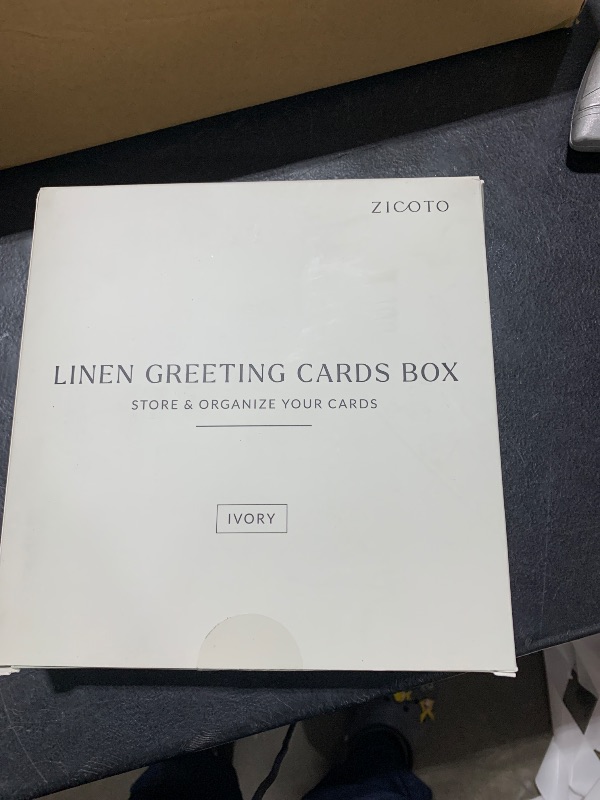 ZICOTO
LINEN GREETING CARDS BOX
STORE & ORGANIZE YOUR CARDS
IVORY